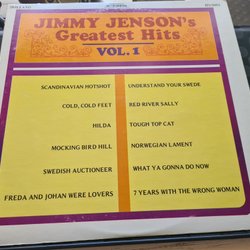 JIMMY JENSON's
Greatest Hits
VOL. 1
SCANDINAVIAN HOTSHOT
UNDERSTAND YOUR SWEDE
COLD, COLD FEET
RED RIVER SALLY
HILDA
TOUGH TOP CAT
MOCKING BIRD HILL
NORWEGIAN LAMENT
SWEDISH AUCTIONEER
WHAT YA GONNA DO NOW
FREDA AND JOHAN WERE LOVERS
7 YEARS WITH THE WRONG WOMAN